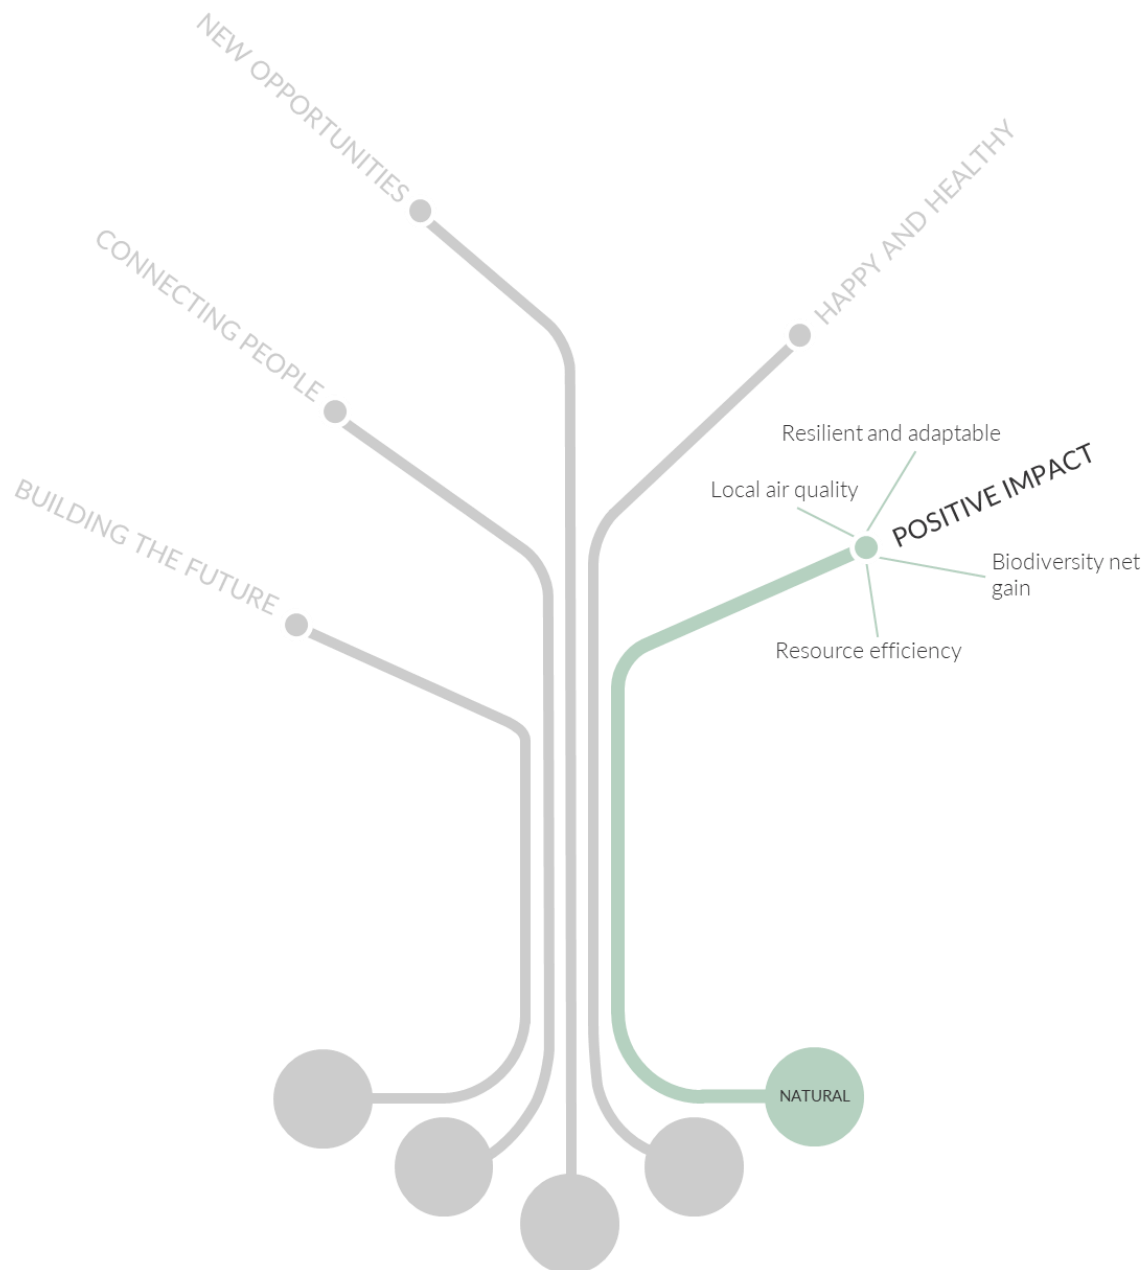 NEW OPPORTUNITIES
HAPPY AND HEALTHY
CONNECTING PEOPLE
Resilient and adaptable
POSITIVE IMPACT
Local air quality
BUILDING THE FUTURE
Biodiversity net
gain
Resource efficiency
NATURAL